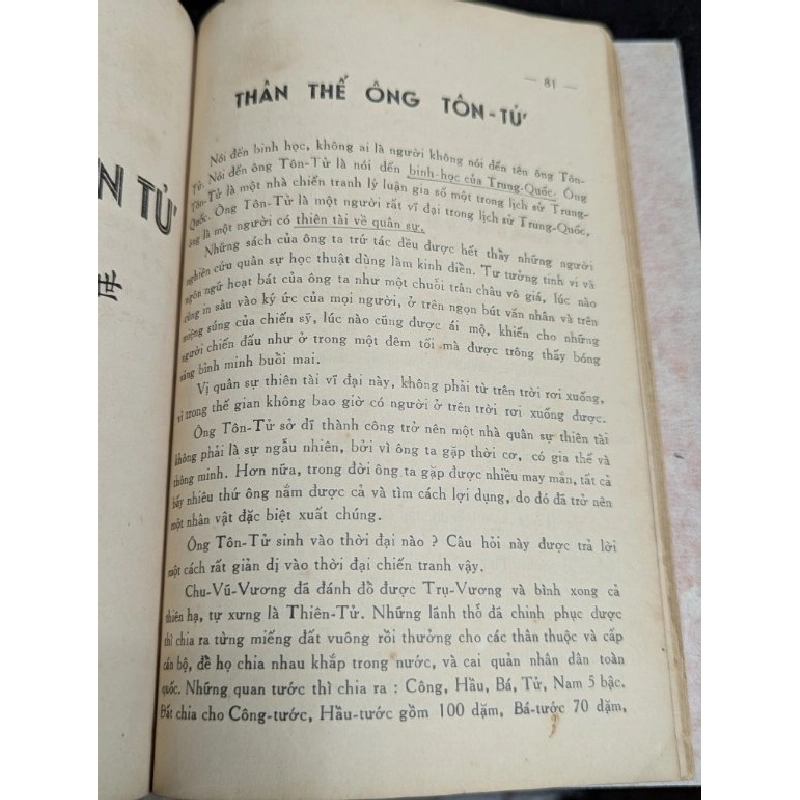 N TỬ
— 81 —
THÂN THẾ ÔNG TÔN-TỬ
Nói đến binh học, không ai là người không nói đến tên ông Tôn-
Tử. Nói đến ông Tôn-Tử là nói đến binh-học của Trung-Quốc. Ông
Tôn-Tử là một nhà chiến tranh lý luận gia số một trong lịch sử Trung-
Quốc. Ông Tôn-Tử là một người rất vĩ đại trong lịch sử Trung-Quốc,
ông là một người có thiên tài về quân sự.
Những sách của ông ta trứ tác đều được hết thảy những người
nghiên cứu quân sự học thuật dùng làm kinh điển. Tư tưởng tinh vi và
ngôn ngữ hoạt bát của ông ta như một chuỗi trân châu vô giá, lúc nào
cũng in sâu vào ký ức của mọi người, ở trên ngọn bút văn nhân và trên
miệng súng của chiến sỹ, lúc nào cũng được ái mộ, khiến cho những
người chiến đấu như ở trong một đêm tối mà được trông thấy bóng
sáng bình minh buổi mai.
Vị quân sự thiên tài vĩ đại này, không phải từ trên trời rơi xuống,
vì trong thế gian không bao giờ có người ở trên trời rơi xuống được.
Ông Tôn-Tử sở dĩ thành công trở nên một nhà quân sự thiên tài
không phải là sự ngẫu nhiên, bởi vì ông ta gặp thời cơ, có gia thế và
thông minh. Hơn nữa, trong đời ông ta gặp được nhiều may mắn, tất cả
bấy nhiêu thứ ông nắm được cả và tìm cách lợi dụng, do đó đã trở nên
một nhân vật đặc biệt xuất chúng.
Ông Tôn-Tử sinh vào thời đại nào ? Câu hỏi này được trả lời
một cách rất giản dị vào thời đại chiến tranh vậy.
Chu-Vũ-Vương đã đánh đổ được Trụ-Vương và bình xong cả
thiên hạ, tự xưng là Thiên-Tử. Những lãnh thổ đã chinh phục được
thì chia ra từng miếng đất vuông rồi thưởng cho các thân thuộc và cấp
cán bộ, để họ chia nhau khắp trong nước, và cai quản nhân dân toàn
quốc. Những quan tước thì chia ra : Công, Hầu, Bá, Tử, Nam 5 bậc.
Đất chia cho Công-tước, Hầu-tước gồm 100 dặm, Bá-tước 70 dặm,